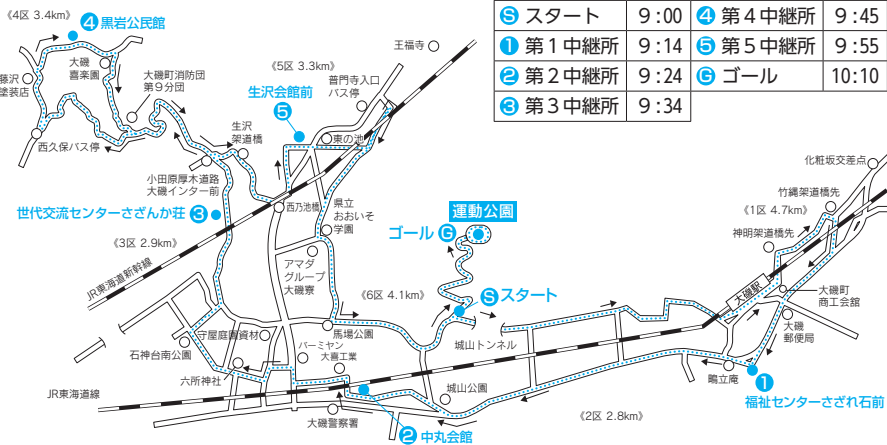 《4区 3.4km》
④ 黒岩公民館
大磯
喜楽園
大磯町消防団
第９分団
藤沢
塗装店
西久保バス停
生沢
架道橋
小田原厚木道路
大磯インター前
世代交流センターさざんか荘 ③
《3区 2.9km》
JR東海道新幹線
《5区 3.3km》
生沢会館前
⑤
普門寺入口
バス停
王福寺
東の池
西乃池橋
県立
おおいそ
学園
アマダ
グループ
大磯寮
《6区 4.1km》
運動公園
ゴール Ⓖ
Ⓢ スタート
Ⓢ スタート 9:00 ④ 第４中継所 9:45
① 第１中継所 9:14 ⑤ 第５中継所 9:55
② 第２中継所 9:24 Ⓖ ゴール 10:10
③ 第３中継所 9:34
化粧坂交差点
竹縄架道橋先
《1区 4.7km》
神明架道橋先
大磯駅
大磯町
商工会館
大磯
郵便局
鴫立庵
①
福祉センターさざれ石前
城山トンネル
馬場公園
バーミヤン
大喜工業
守屋庭園資材
石神台南公園
六所神社
JR東海道線
城山公園
大磯警察署
② 中丸会館
《2区 2.8km》